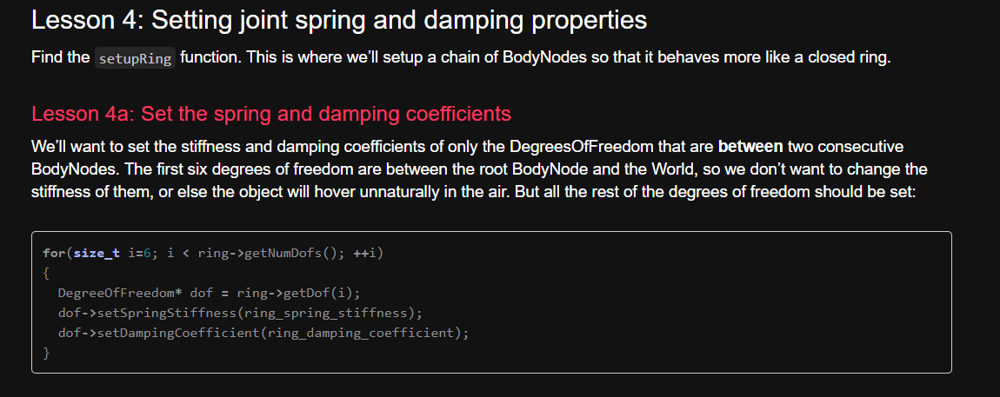 Lesson 4: Setting joint spring and damping properties
Find the setupRing function. This is where we’ll setup a chain of BodyNodes so that it behaves more like a closed ring.
Lesson 4a: Set the spring and damping coefficients
We’ll want to set the stiffness and damping coefficients of only the DegreesOfFreedom that are between two consecutive
BodyNodes. The first six degrees of freedom are between the root BodyNode and the World, so we don’t want to change the
stiffness of them, or else the object will hover unnaturally in the air. But all the rest of the degrees of freedom should be set:
for(size_t i=6; i < ring->getNumDofs(); ++i)
{
  DegreeOfFreedom* dof = ring->getDof(i);
  dof->setSpringStiffness(ring_spring_stiffness);
  dof->setDampingCoefficient(ring_damping_coefficient);
}